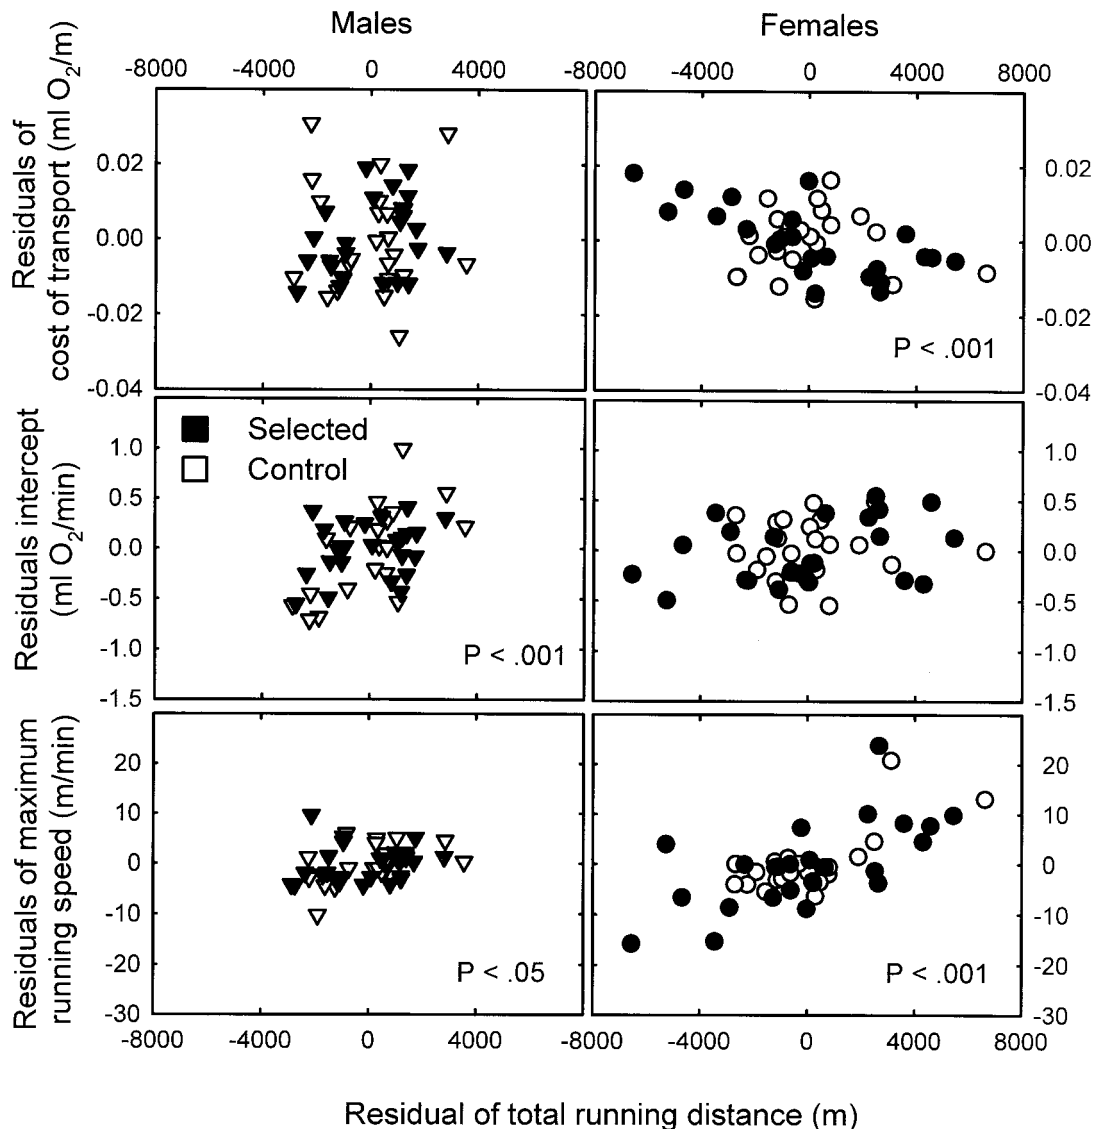 Males
Females
-8000 -4000 0 4000
-4000 0 4000 8000
Residuals of
cost of transport (ml O2/m)
0.02
0.00
-0.02
-0.04
P < .001
0.02
0.00
-0.02
-0.04
Residuals intercept
(ml O2/min)
1.0
0.5
0.0
-0.5
-1.0
-1.5
Selected
Control
P < .001
1.0
0.5
0.0
-0.5
-1.0
-1.5
Residuals of maximum
running speed (m/min)
20
10
0
-10
-20
-30
P < .05
P < .001
20
10
0
-10
-20
-30
-8000 -4000 0 4000 -8000 -4000 0 4000 8000
Residual of total running distance (m)